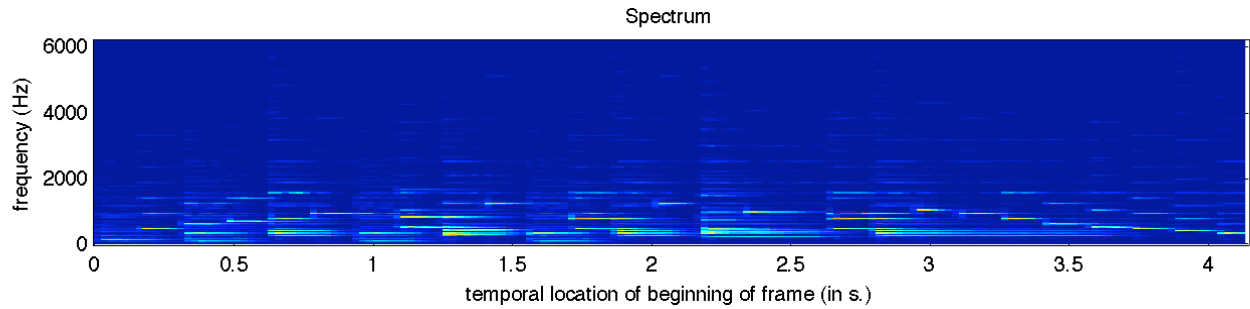 Spectrum
frequency (Hz)
6000
4000
2000
0
0 0.5 1 1.5 2 2.5 3 3.5 4
temporal location of beginning of frame (in s.)